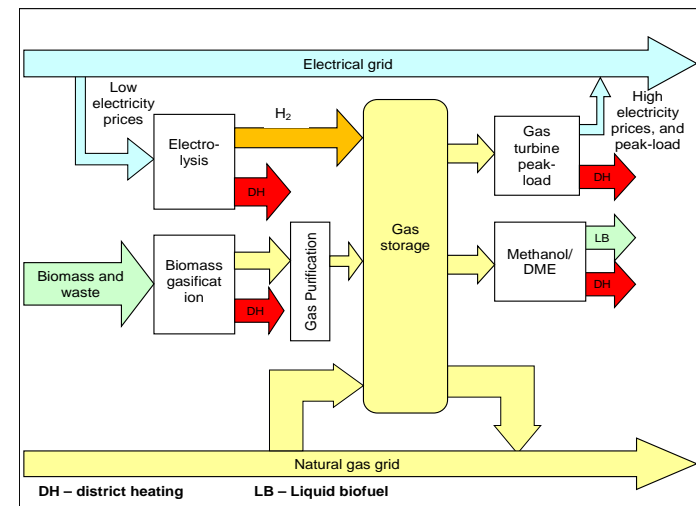 Electrical grid
Low
electricity
prices
H₂
High
electricity
prices, and
peak-load
Electro-
lysis
DH
Gas
storage
Gas
turbine
peak-
load
DH
Biomass and
waste
Biomass
gasificat
ion
DH
Gas Purification
Methanol/
DME
LB
DH
Natural gas grid
DH – district heating
LB – Liquid biofuel